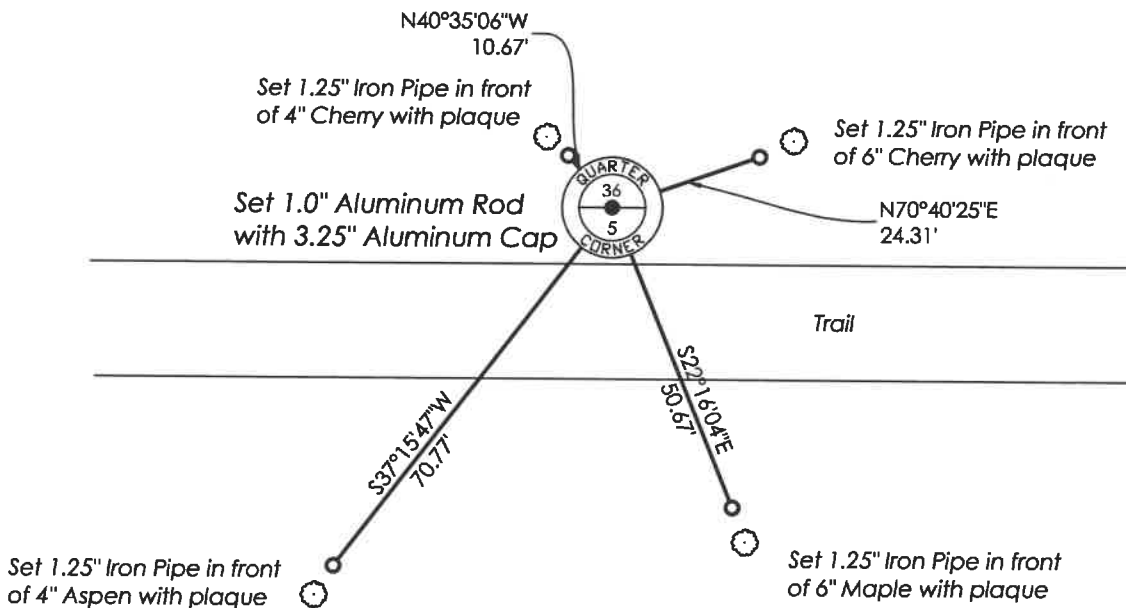 N40°35'06"W
10.67'
Set 1.25" Iron Pipe in front
of 4" Cherry with plaque
Set 1.25" Iron Pipe in front
of 6" Cherry with plaque
QUARTER
36
5
CORNER
Set 1.0" Aluminum Rod
with 3.25" Aluminum Cap
N70°40'25"E
24.31'
Trail
S22°16'04"E
50.67'
S37°15'47"W
70.77'
Set 1.25" Iron Pipe in front
of 4" Aspen with plaque
Set 1.25" Iron Pipe in front
of 6" Maple with plaque